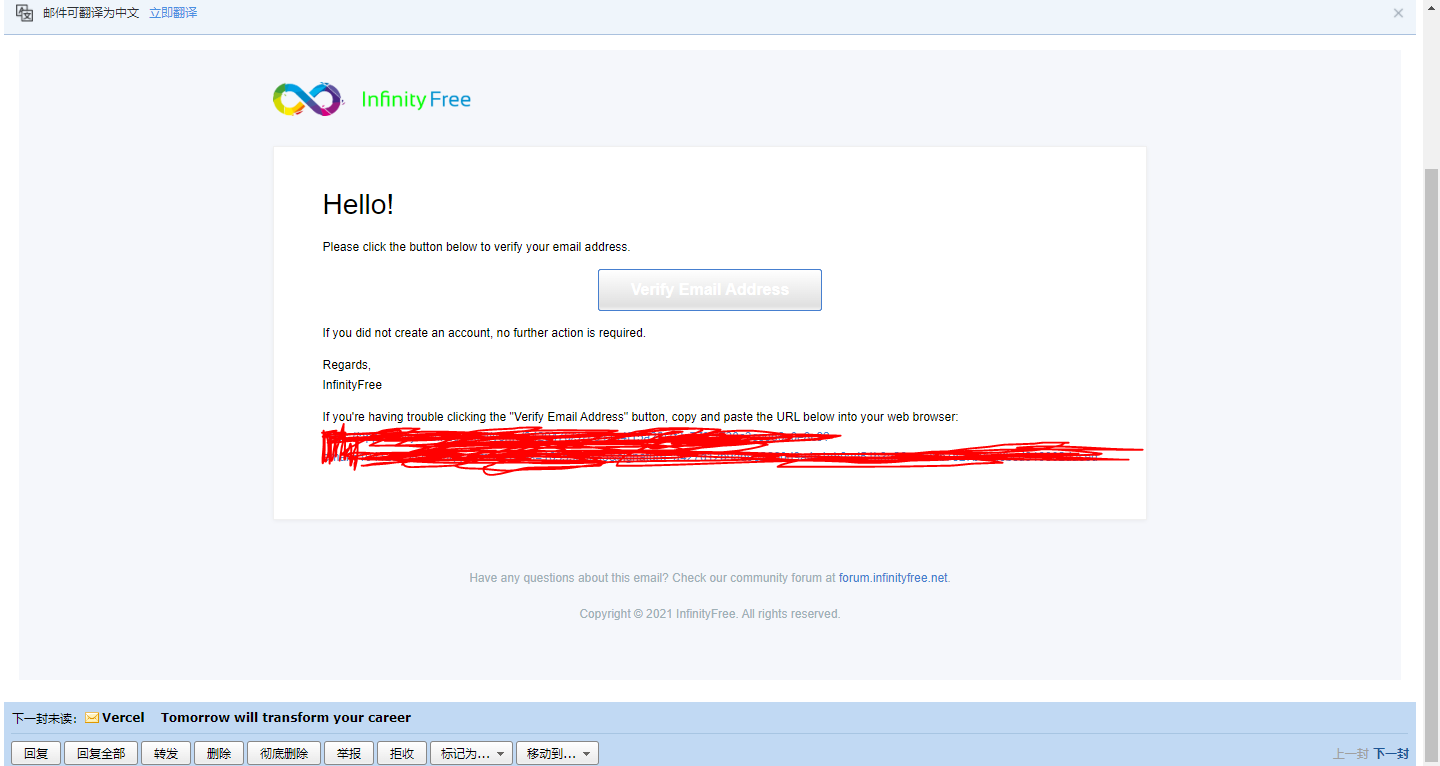 邮件可翻译为中文 立即翻译
Infinity Free
Hello!
Please click the button below to verify your email address.
Verify Email Address
If you did not create an account, no further action is required.
Regards,
InfinityFree
If you're having trouble clicking the "Verify Email Address" button, copy and paste the URL below into your web browser:
Have any questions about this email? Check our community forum at forum.infinityfree.net.
Copyright © 2021 InfinityFree. All rights reserved.
下一封未读: Vercel Tomorrow will transform your career
回复 回复全部 转发 删除 彻底删除 举报 拒收 标记为... 移动到... 上一封 下一封